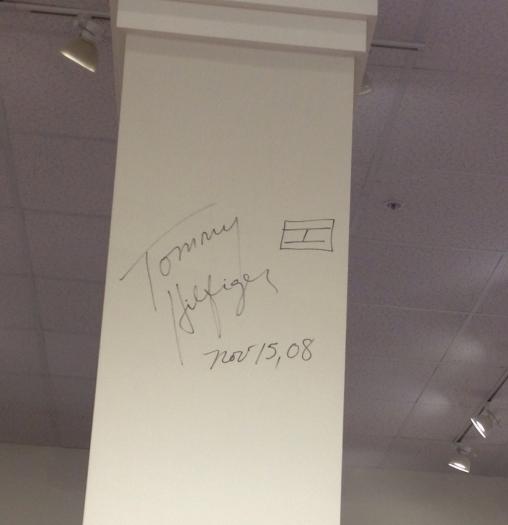 Tommy
Hilfiger
Nov 15, 08